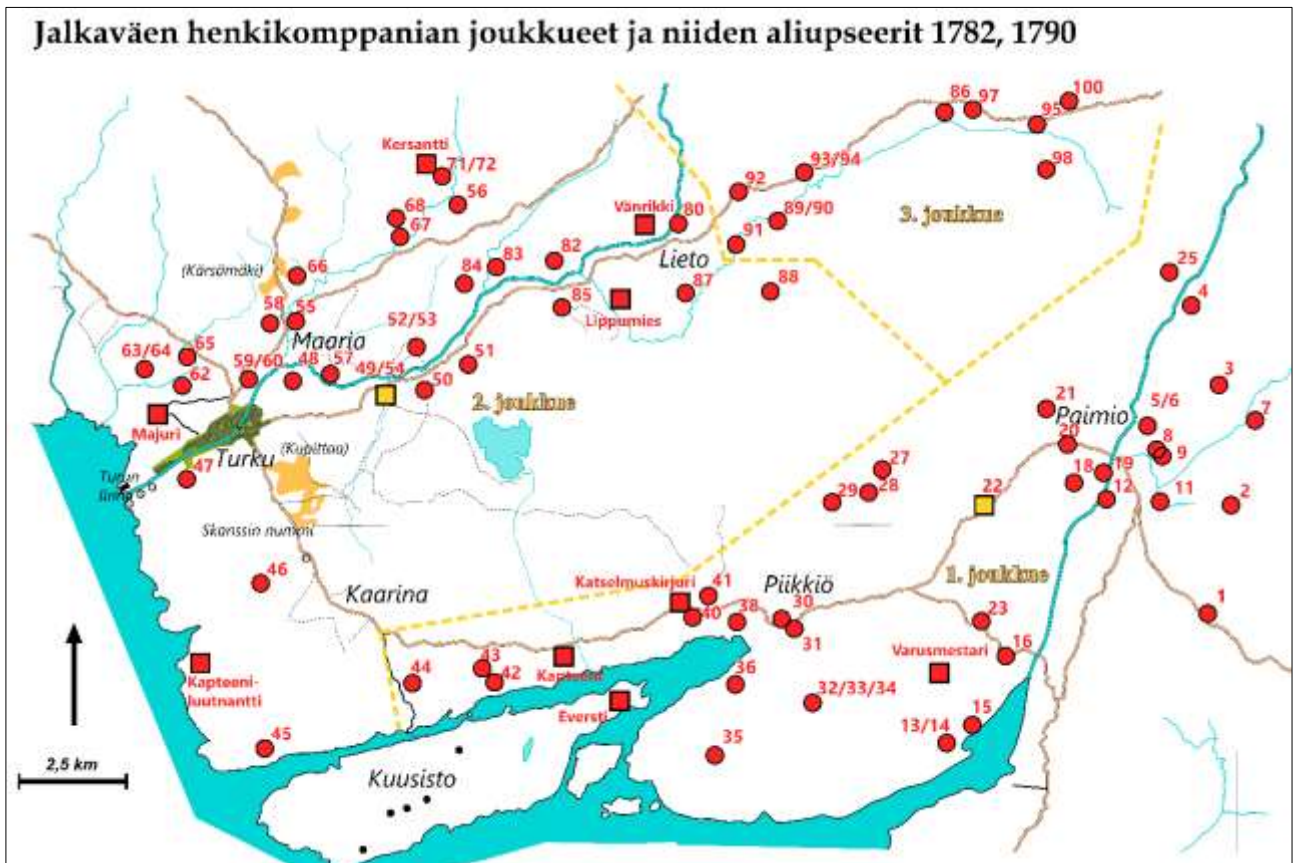 Jalkaväen henkikomppanian joukkueet ja niiden aliupseerit 1782, 1790
86
97
100
95
98
Kersantti
71/72
56
68
67
93/94
92
89/90
91
3. joukkue
Vänrikki
80
Lieto
82
83
84
85
Lippumies
87
88
25
4
(Kärsämäki)
66
58
55
Maaria
52/53
51
63/64
65
62
59/60
48
57
49/54
50
2. joukkue
Majuri
Turku
(Kupittaa)
47
Turun
linna
Skanssin nummi
3
21
Paimio
5/6
7
20
8
9
18
19
12
11
2
27
28
29
22
46
Kaarina
Katselmuskirjuri
41
40
38
Piikkiö
30
31
1. joukkue
23
16
1
Varusmestari
Kapteeni-
luutnantti
44
43
42
Kapteeni
Eversti
36
32/33/34
35
13/14
15
45
2,5 km
Kuusisto